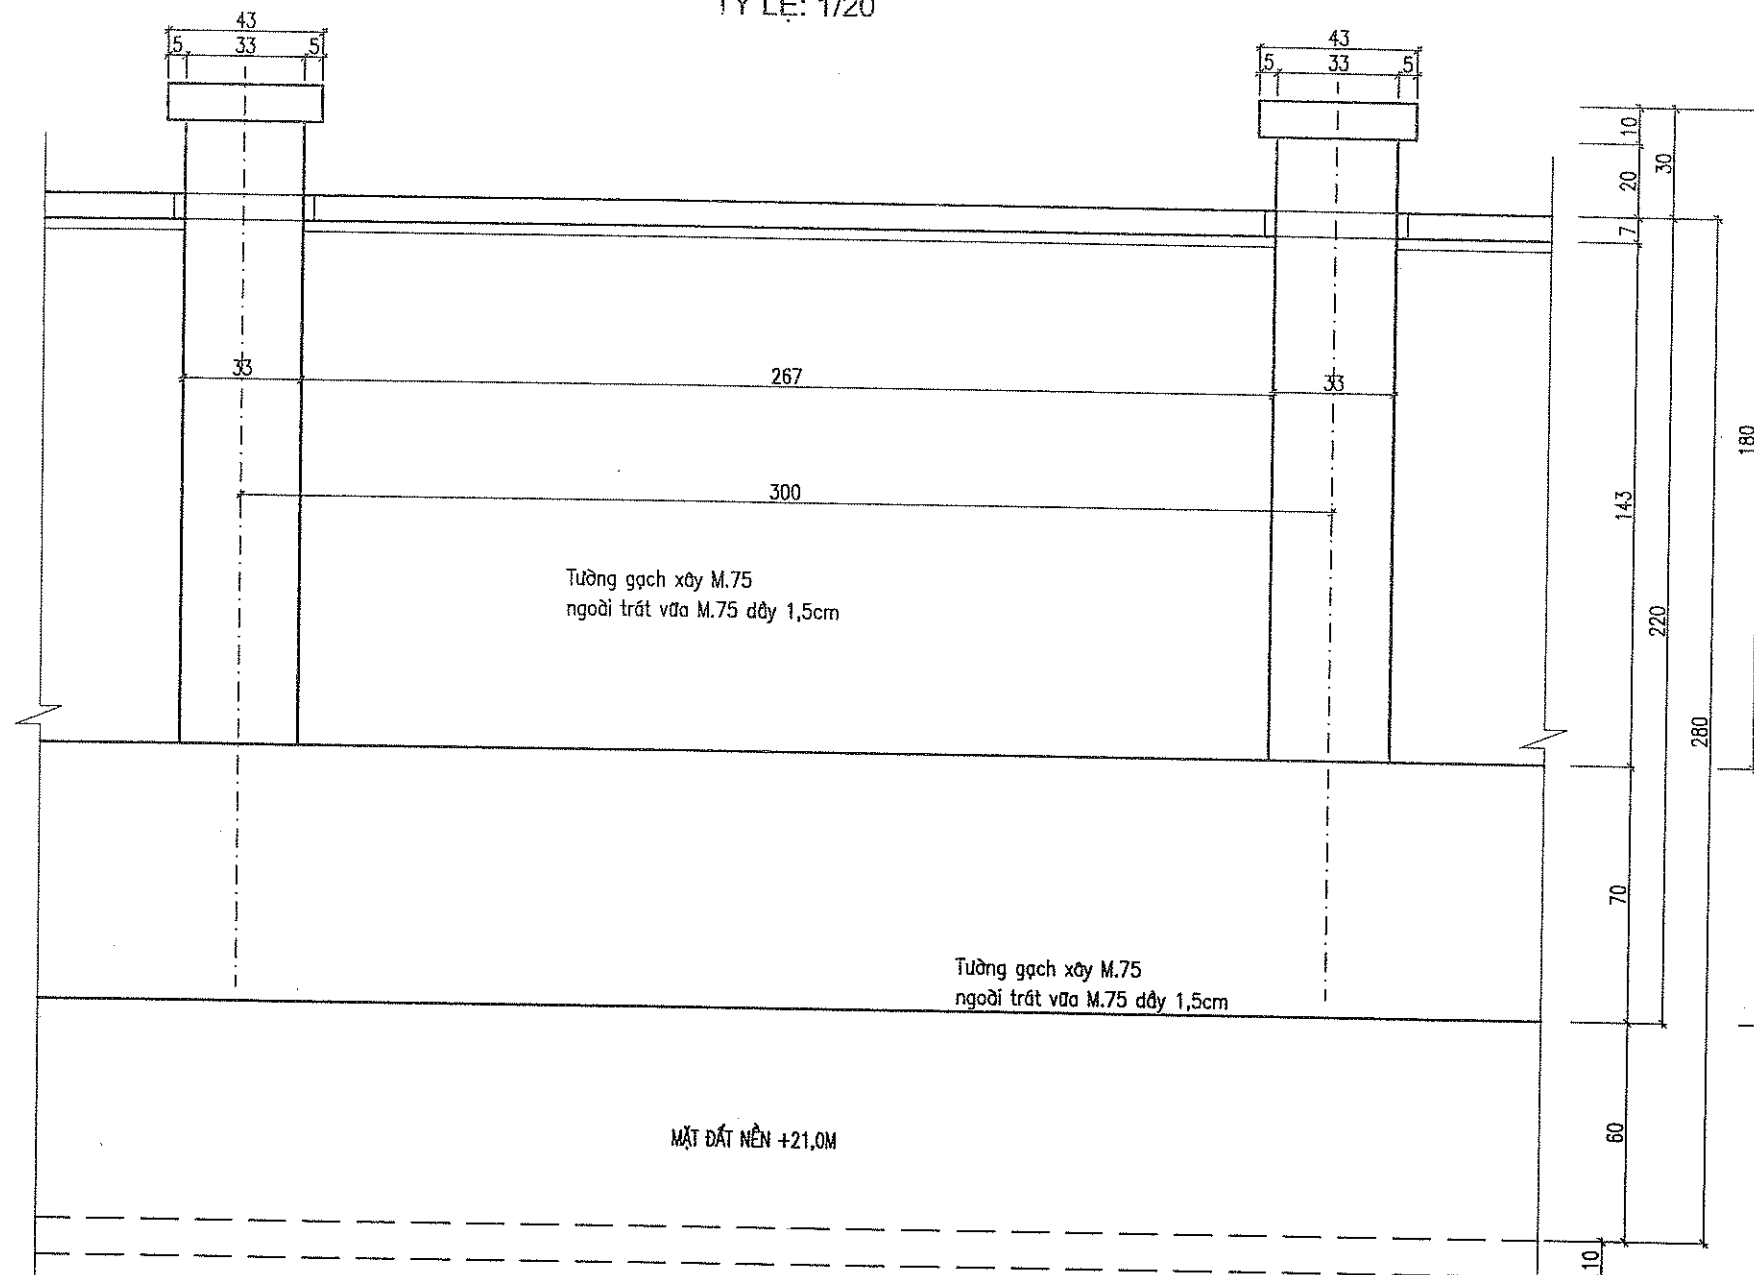 TỶ LỆ: 1/20
43
5 33 5
43
5 33 5
10
30
20
7
33
267
33
180
300
143
Tường gạch xây M.75
ngoài trát vữa M.75 dầy 1,5cm
220
280
70
Tường gạch xây M.75
ngoài trát vữa M.75 dầy 1,5cm
MẶT ĐẤT NỀN +21,0M
60
10